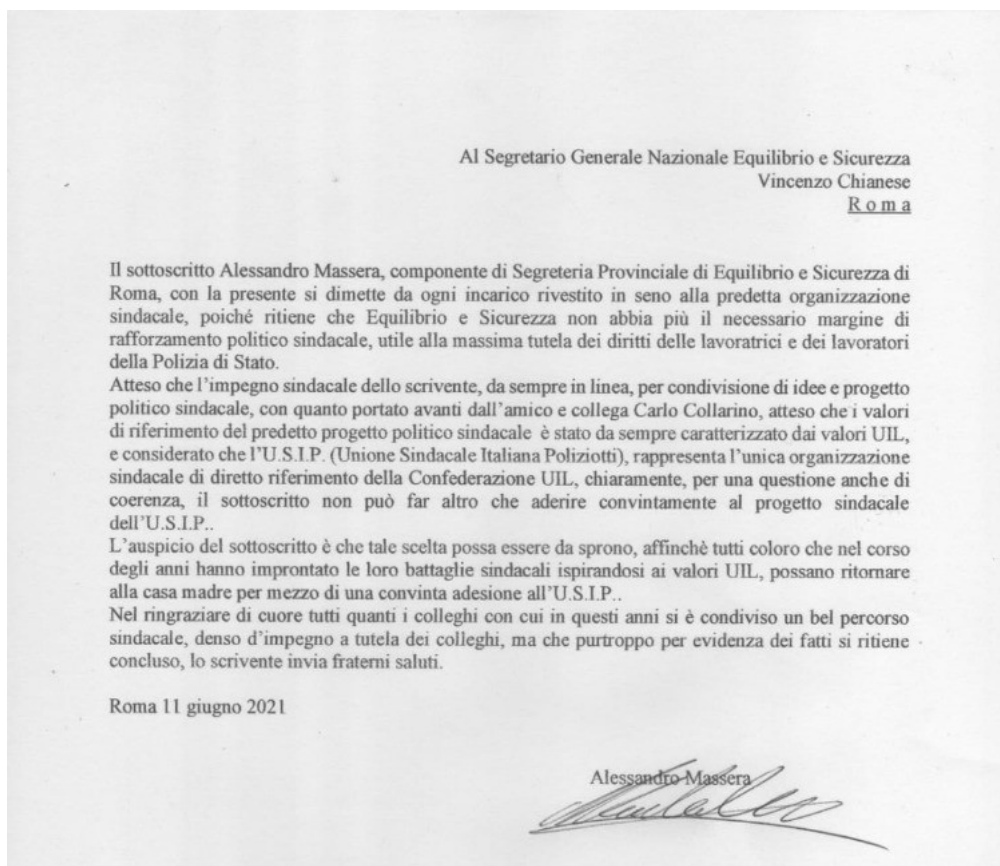 Al Segretario Generale Nazionale Equilibrio e Sicurezza
Vincenzo Chianese
R o m a
Il sottoscritto Alessandro Massera, componente di Segreteria Provinciale di Equilibrio e Sicurezza di
Roma, con la presente si dimette da ogni incarico rivestito in seno alla predetta organizzazione
sindacale, poiché ritiene che Equilibrio e Sicurezza non abbia più il necessario margine di
rafforzamento politico sindacale, utile alla massima tutela dei diritti delle lavoratrici e dei lavoratori
della Polizia di Stato.
Atteso che l'impegno sindacale dello scrivente, da sempre in linea, per condivisione di idee e progetto
politico sindacale, con quanto portato avanti dall'amico e collega Carlo Collarino, atteso che i valori
di riferimento del predetto progetto politico sindacale è stato da sempre caratterizzato dai valori UIL,
e considerato che l'U.S.I.P. (Unione Sindacale Italiana Poliziotti), rappresenta l'unica organizzazione
sindacale di diretto riferimento della Confederazione UIL, chiaramente, per una questione anche di
coerenza, il sottoscritto non può far altro che aderire convintamente al progetto sindacale
dell'U.S.I.P..
L'auspicio del sottoscritto è che tale scelta possa essere da sprono, affinchè tutti coloro che nel corso
degli anni hanno improntato le loro battaglie sindacali ispirandosi ai valori UIL, possano ritornare
alla casa madre per mezzo di una convinta adesione all'U.S.I.P..
Nel ringraziare di cuore tutti quanti i colleghi con cui in questi anni si è condiviso un bel percorso
sindacale, denso d'impegno a tutela dei colleghi, ma che purtroppo per evidenza dei fatti si ritiene
concluso, lo scrivente invia fraterni saluti.
Roma 11 giugno 2021
Alessandro Massera